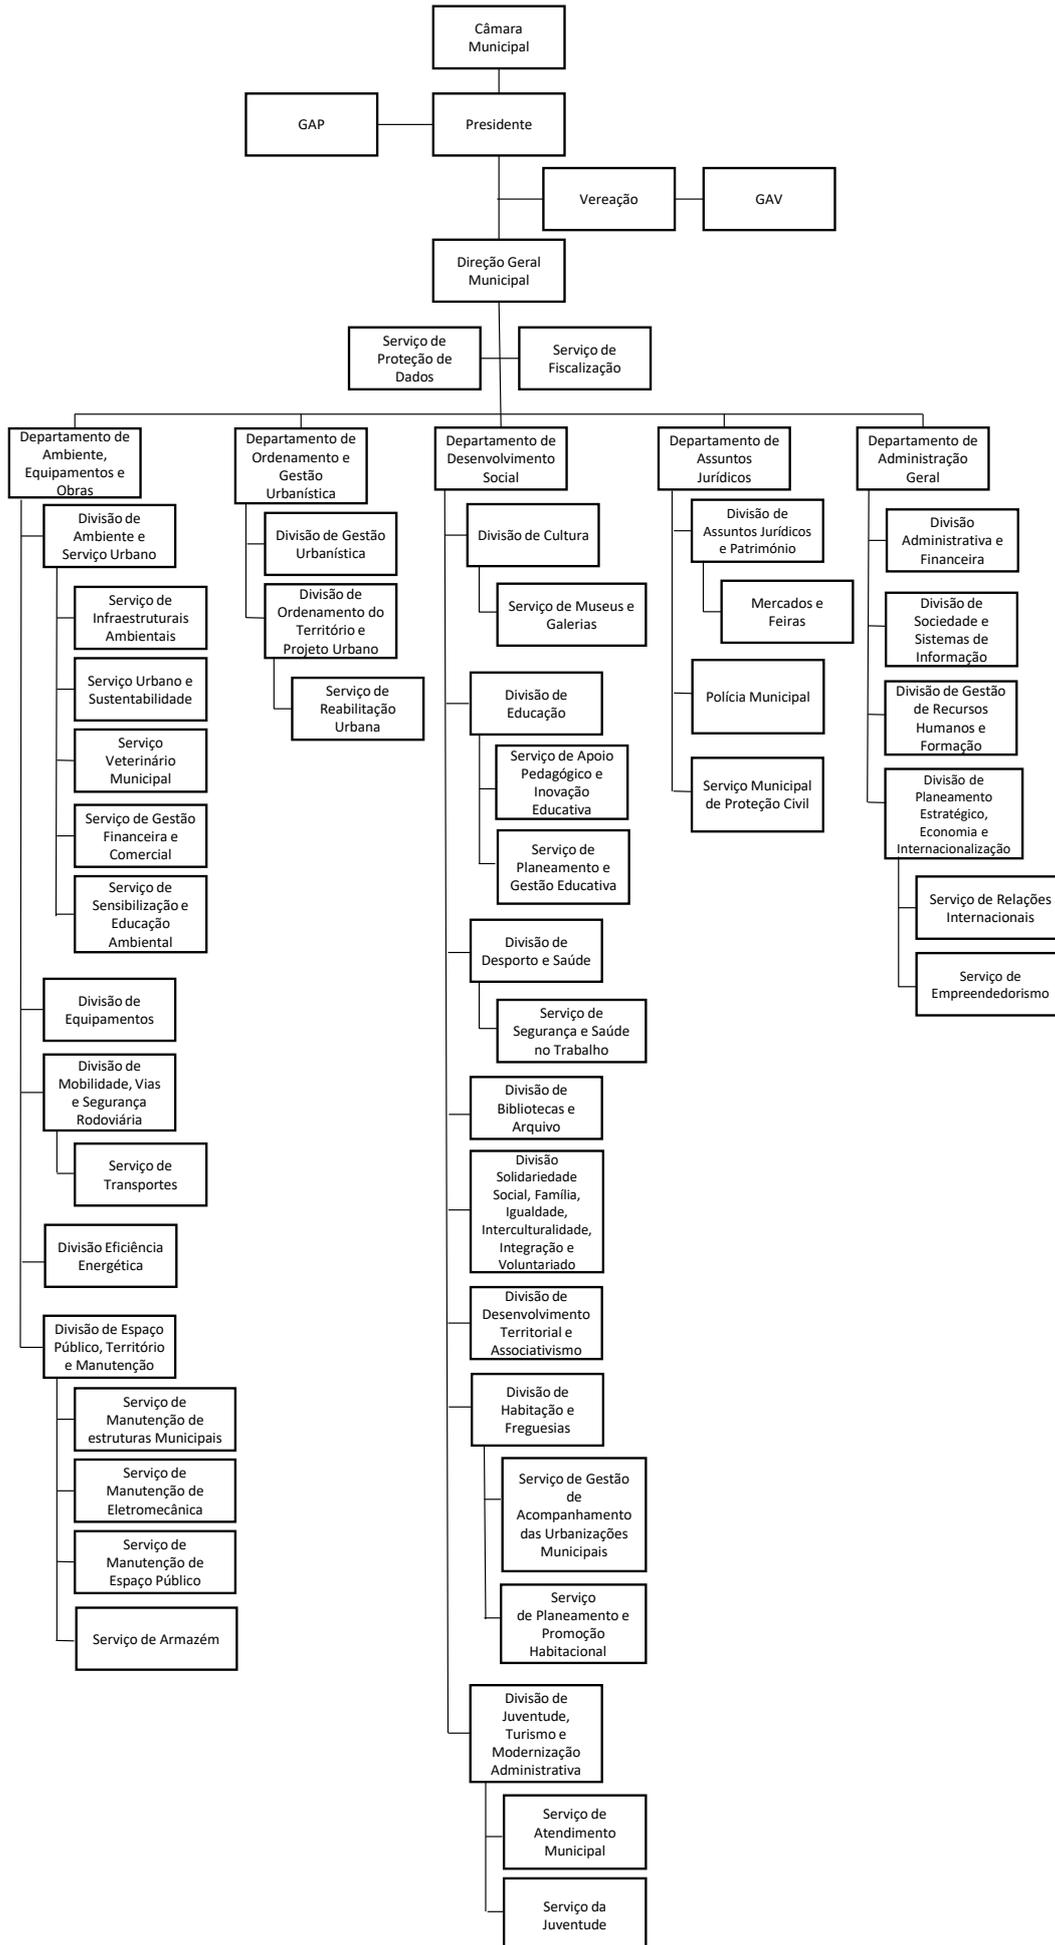 Câmara
Municipal
GAP
Presidente
Vereação
GAV
Direção Geral
Municipal
Serviço de
Proteção de
Dados
Serviço de
Fiscalização
Departamento de
Ambiente,
Equipamentos e
Obras
Divisão de
Ambiente e
Serviço Urbano
Serviço de
Infraestruturais
Ambientais
Serviço Urbano e
Sustentabilidade
Serviço
Veterinário
Municipal
Serviço de Gestão
Financeira e
Comercial
Serviço de
Sensibilização e
Educação
Ambiental
Divisão de
Equipamentos
Divisão de
Mobilidade, Vias
e Segurança
Rodoviária
Serviço de
Transportes
Divisão Eficiência
Energética
Divisão de Espaço
Público, Território
e Manutenção
Serviço de
Manutenção de
estruturas Municipais
Serviço de
Manutenção de
Eletromecânica
Serviço de
Manutenção de
Espaço Público
Serviço de Armazém
Departamento de
Ordenamento e
Gestão
Urbanística
Divisão de Gestão
Urbanística
Divisão de
Ordenamento do
Território e
Projeto Urbano
Serviço de
Reabilitação
Urbana
Departamento de
Desenvolvimento
Social
Divisão de Cultura
Serviço de Museus e
Galerias
Divisão de
Educação
Serviço de Apoio
Pedagógico e
Inovação
Educativa
Serviço de
Planeamento e
Gestão Educativa
Divisão de
Desporto e Saúde
Serviço de
Segurança e Saúde
no Trabalho
Divisão de
Bibliotecas e
Arquivo
Divisão
Solidariedade
Social, Família,
Igualdade,
Interculturalidade,
Integração e
Voluntariado
Divisão de
Desenvolvimento
Territorial e
Associativismo
Divisão de
Habitação e
Freguesias
Serviço de Gestão
de
Acompanhamento
das Urbanizações
Municipais
Serviço
de Planeamento e
Promoção
Habitacional
Divisão de
Juventude,
Turismo e
Modernização
Administrativa
Serviço de
Atendimento
Municipal
Serviço da
Juventude
Departamento de
Assuntos
Jurídicos
Divisão de
Assuntos Jurídicos
e Património
Mercados e
Feiras
Polícia Municipal
Serviço Municipal
de Proteção Civil
Departamento de
Administração
Geral
Divisão
Administrativa e
Financeira
Divisão de
Sociedade e
Sistemas de
Informação
Divisão de Gestão
de Recursos
Humanos e
Formação
Divisão de
Planeamento
Estratégico,
Economia e
Internacionalização
Serviço de Relações
Internacionais
Serviço de
Empreendedorismo